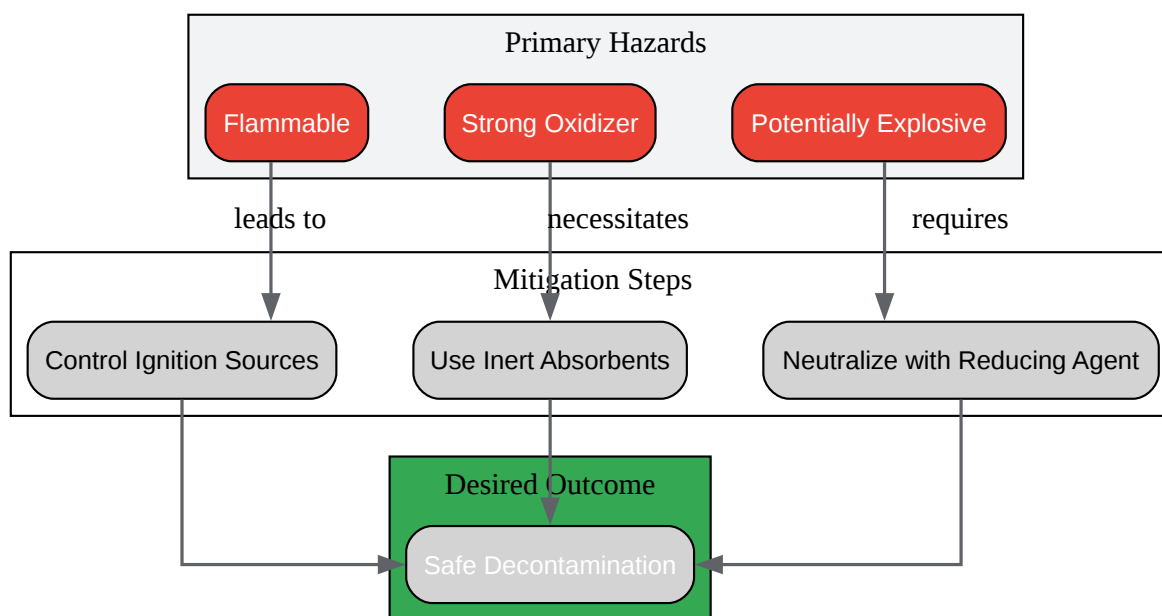 Primary Hazards
Flammable
Strong Oxidizer
Potentially Explosive
leads to
necessitates
requires
Mitigation Steps
Control Ignition Sources
Use Inert Absorbents
Neutralize with Reducing Agent
Desired Outcome
Safe Decontamination